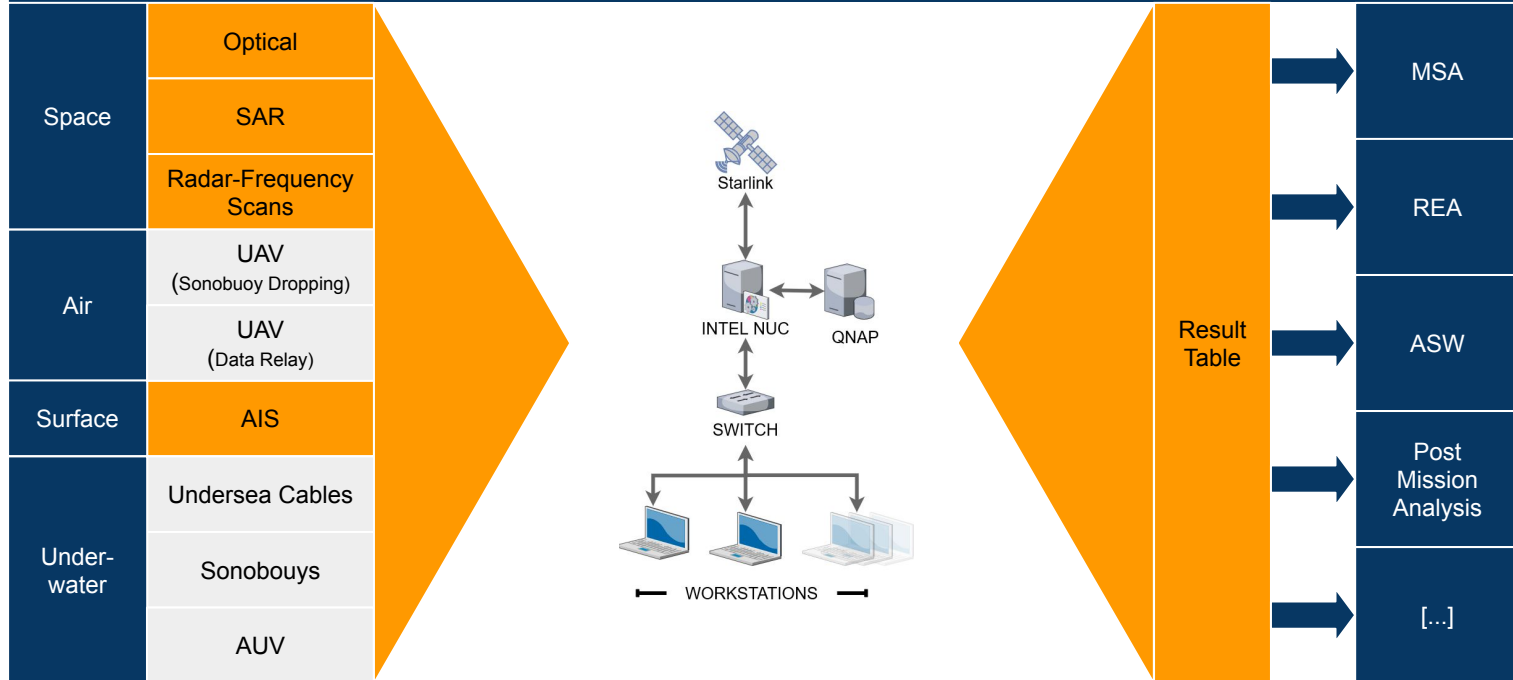 Space
Optical
SAR
Radar-Frequency
Scans
Air
UAV
(Sonobuoy Dropping)
UAV
(Data Relay)
Surface
AIS
Under-
water
Undersea Cables
Sonobouys
AUV
Starlink
INTEL NUC
QNAP
SWITCH
WORKSTATIONS
Result
Table
MSA
REA
ASW
Post
Mission
Analysis
[...]